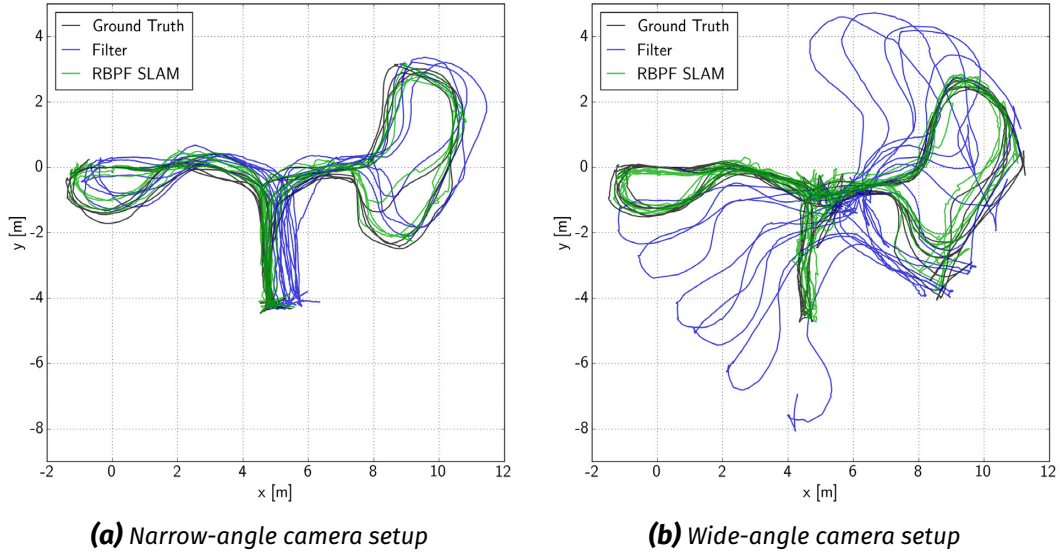 Ground Truth
Filter
RBPF SLAM
4
2
0
-2
-4
-6
-8
y [m]
-2 0 2 4 6 8 10 12
x [m]
(a) Narrow-angle camera setup
Ground Truth
Filter
RBPF SLAM
4
2
0
-2
-4
-6
-8
y [m]
-2 0 2 4 6 8 10 12
x [m]
(b) Wide-angle camera setup